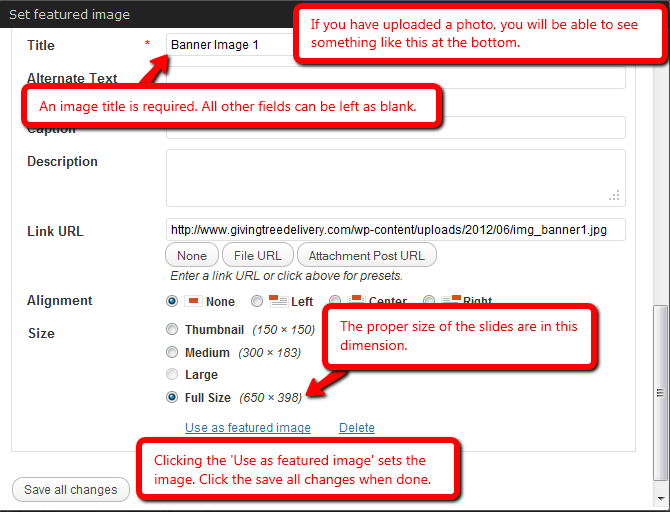 Set featured image
If you have uploaded a photo, you will be able to see
something like this at the bottom.
Title * Banner Image 1
Alternate Text
An image title is required. All other fields can be left as blank.
Caption
Description
Link URL http://www.givingtreedelivery.com/wp-content/uploads/2012/06/img_banner1.jpg
None File URL Attachment Post URL
Enter a link URL or click above for presets.
Alignment None Left Center Right
Size Thumbnail (150 × 150)
The proper size of the slides are in this
dimension.
Medium (300 × 183)
Large
Full Size (650 × 398)
Use as featured image Delete
Clicking the 'Use as featured image' sets the
image. Click the save all changes when done.
Save all changes